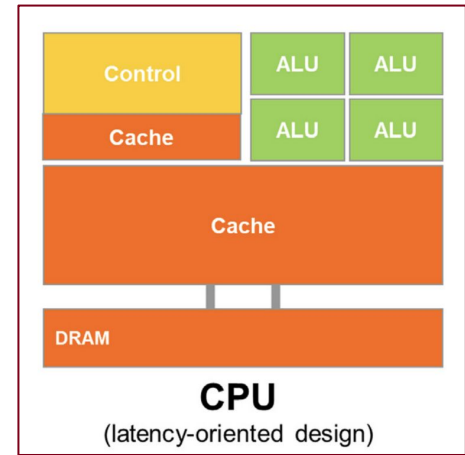 Control
ALU ALU
Cache
ALU ALU
Cache
DRAM
CPU
(latency-oriented design)